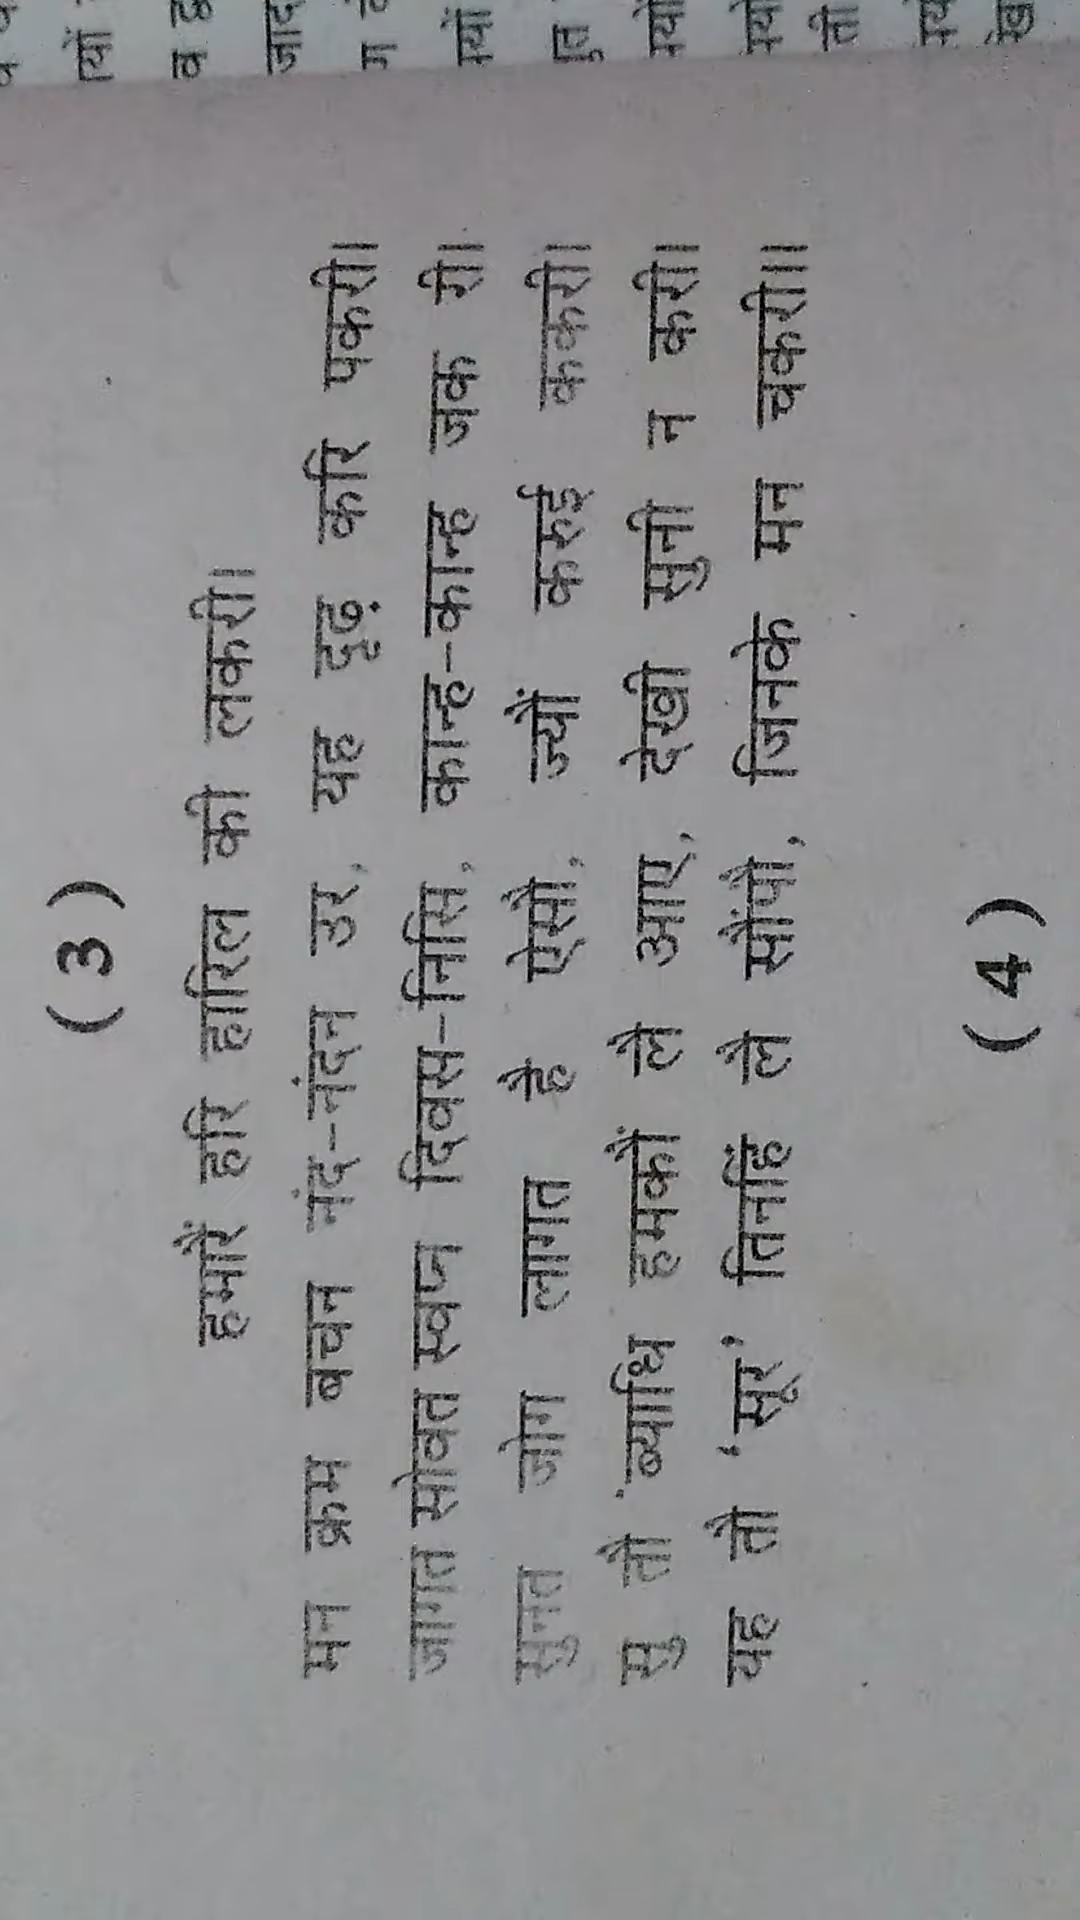 (3)
हमारैं हरि हारिल की लकरी।
मन क्रम बचन नंद-नंदन उर, यह दृढ़ करि पकरी।
जागत सोवत स्वप्न दिवस-निसि, कान्ह-कान्ह जक री।
सुनत जोग लागत है ऐसौ, ज्यौं करुई ककरी।
सु तौ ब्याधि हमकौं लै आए, देखी सुनी न करी।
यह तौ 'सूर' तिनहिं लै सौंपौ, जिनके मन चकरी।।
(4)